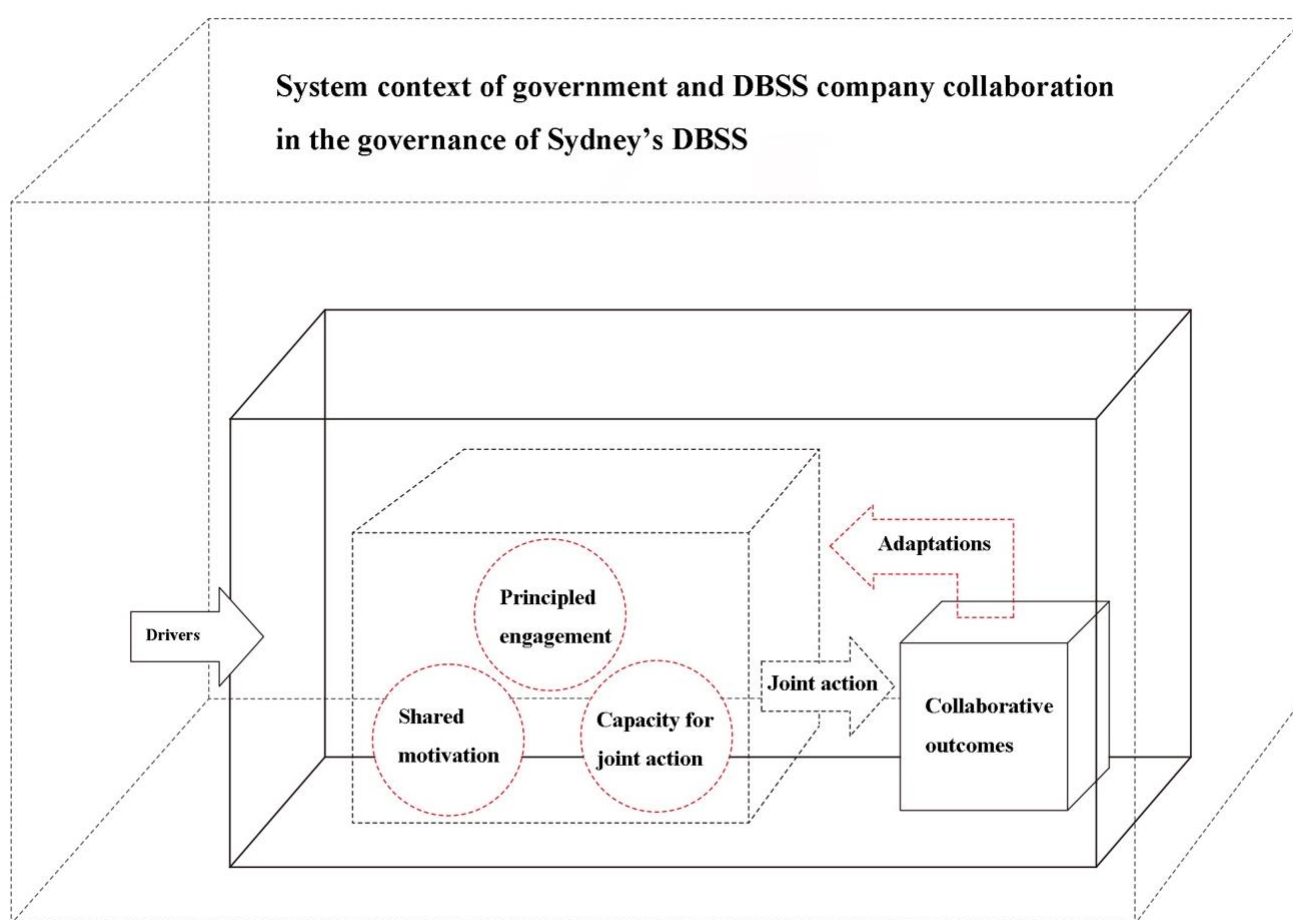 System context of government and DBSS company collaboration
in the governance of Sydney’s DBSS
Adaptations
Principled
engagement
Drivers
Joint action
Shared
motivation
Capacity for
joint action
Collaborative
outcomes